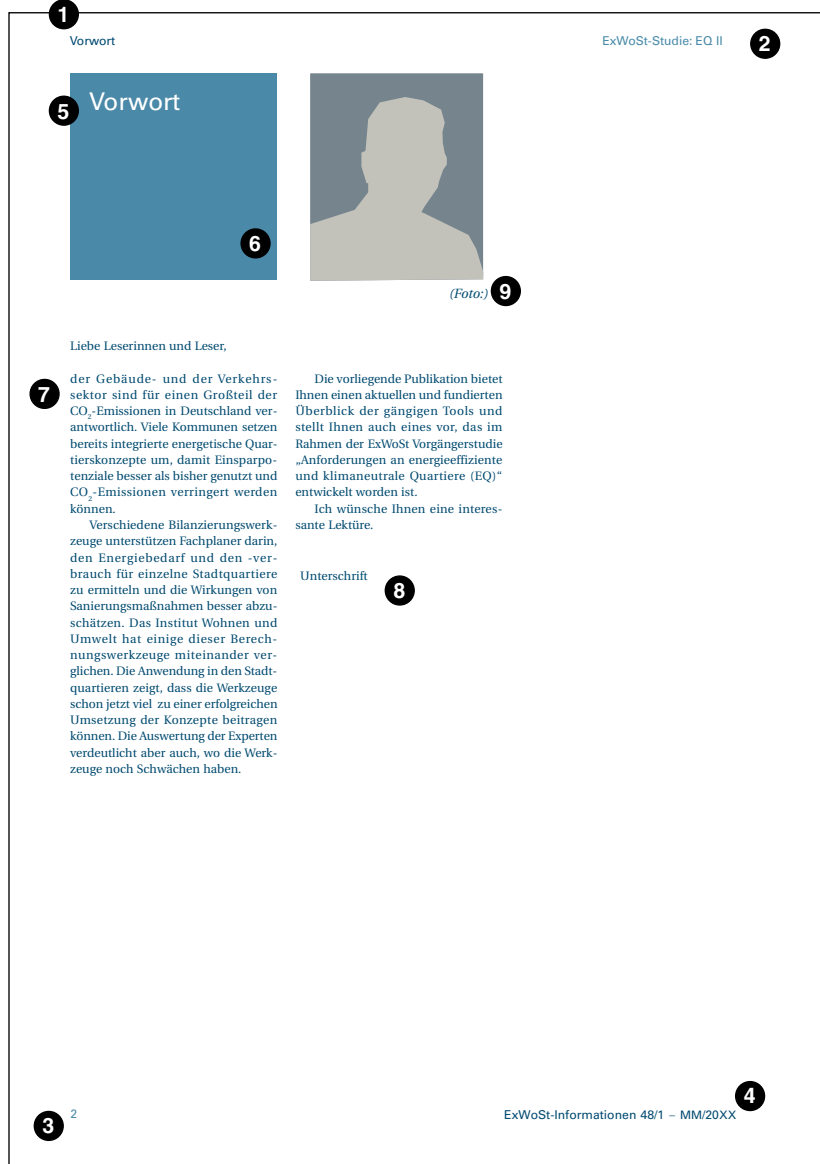 1
Vorwort
ExWoSt-Studie: EQ II
2
5
Vorwort
6
(Foto:)
9
Liebe Leserinnen und Leser,
7
der Gebäude- und der Verkehrs-
sektor sind für einen Großteil der
CO₂-Emissionen in Deutschland ver-
antwortlich. Viele Kommunen setzen
bereits integrierte energetische Quar-
tierskonzepte um, damit Einsparpo-
tenziale besser als bisher genutzt und
CO₂-Emissionen verringert werden
können.
Verschiedene Bilanzierungswerk-
zeuge unterstützen Fachplaner darin,
den Energiebedarf und den -ver-
brauch für einzelne Stadtquartiere
zu ermitteln und die Wirkungen von
Sanierungsmaßnahmen besser abzu-
schätzen. Das Institut Wohnen und
Umwelt hat einige dieser Berech-
nungswerkzeuge miteinander ver-
glichen. Die Anwendung in den Stadt-
quartieren zeigt, dass die Werkzeuge
schon jetzt viel zu einer erfolgreichen
Umsetzung der Konzepte beitragen
können. Die Auswertung der Experten
verdeutlicht aber auch, wo die Werk-
zeuge noch Schwächen haben.
Die vorliegende Publikation bietet
Ihnen einen aktuellen und fundierten
Überblick der gängigen Tools und
stellt Ihnen auch eines vor, das im
Rahmen der ExWoSt Vorgängerstudie
„Anforderungen an energieeffiziente
und klimaneutrale Quartiere (EQ)“
entwickelt worden ist.
Ich wünsche Ihnen eine interes-
sante Lektüre.
Unterschrift
8
3
2
ExWoSt-Informationen 48/1 – MM/20XX
4